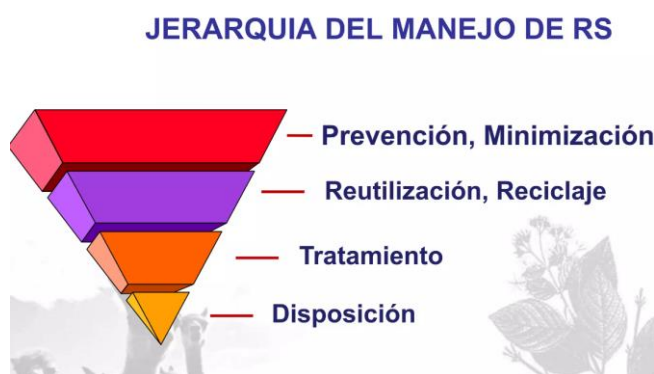 JERARQUIA DEL MANEJO DE RS
Prevención, Minimización
Reutilización, Reciclaje
Tratamiento
Disposición